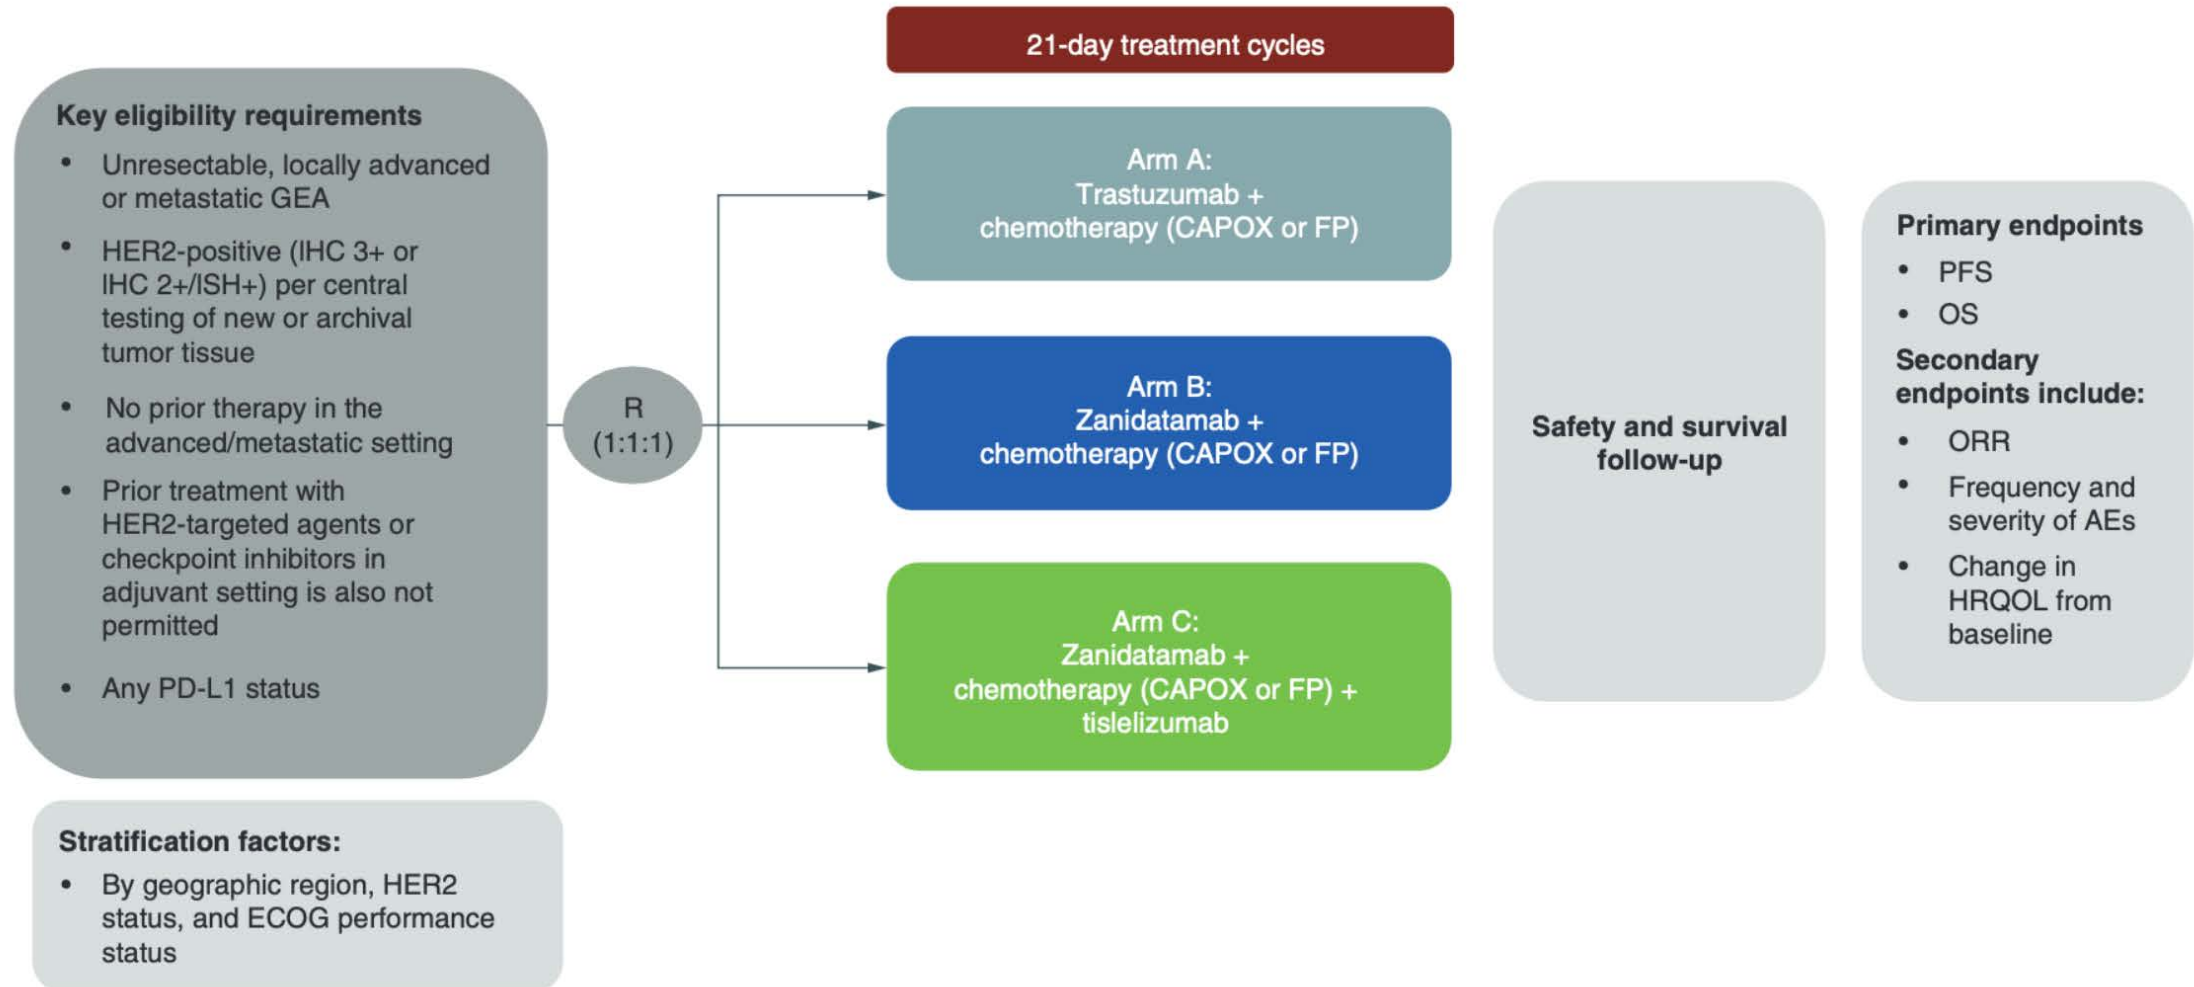 21-day treatment cycles
Key eligibility requirements
• Unresectable, locally advanced
or metastatic GEA
• HER2-positive (IHC 3+ or
IHC 2+/ISH+) per central
testing of new or archival
tumor tissue
• No prior therapy in the
advanced/metastatic setting
• Prior treatment with
HER2-targeted agents or
checkpoint inhibitors in
adjuvant setting is also not
permitted
• Any PD-L1 status
Stratification factors:
• By geographic region, HER2
status, and ECOG performance
status
R
(1:1:1)
Arm A:
Trastuzumab +
chemotherapy (CAPOX or FP)
Arm B:
Zanidatamab +
chemotherapy (CAPOX or FP)
Arm C:
Zanidatamab +
chemotherapy (CAPOX or FP) +
tislelizumab
Safety and survival
follow-up
Primary endpoints
• PFS
• OS
Secondary
endpoints include:
• ORR
• Frequency and
severity of AEs
• Change in
HRQOL from
baseline